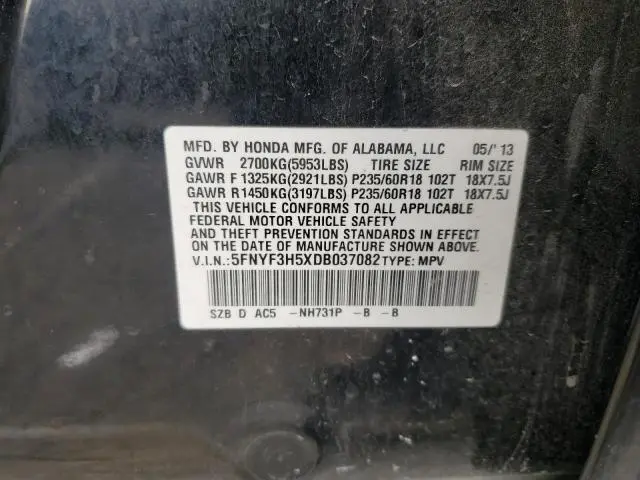 MFD. BY HONDA MFG. OF ALABAMA, LLC 05/'13
GVWR 2700KG(5953LBS) TIRE SIZE RIM SIZE
GAWR F 1325KG(2921LBS) P235/60R18 102T 18X7.5J
GAWR R1450KG(3197LBS) P235/60R18 102T 18X7.5J
THIS VEHICLE CONFORMS TO ALL APPLICABLE
FEDERAL MOTOR VEHICLE SAFETY
AND THEFT PREVENTION STANDARDS IN EFFECT
ON THE DATE OF MANUFACTURE SHOWN ABOVE.
V.I.N.:5FNYF3H5XDB037082 TYPE: MPV
SZB D AC5 -NH731P -B -B